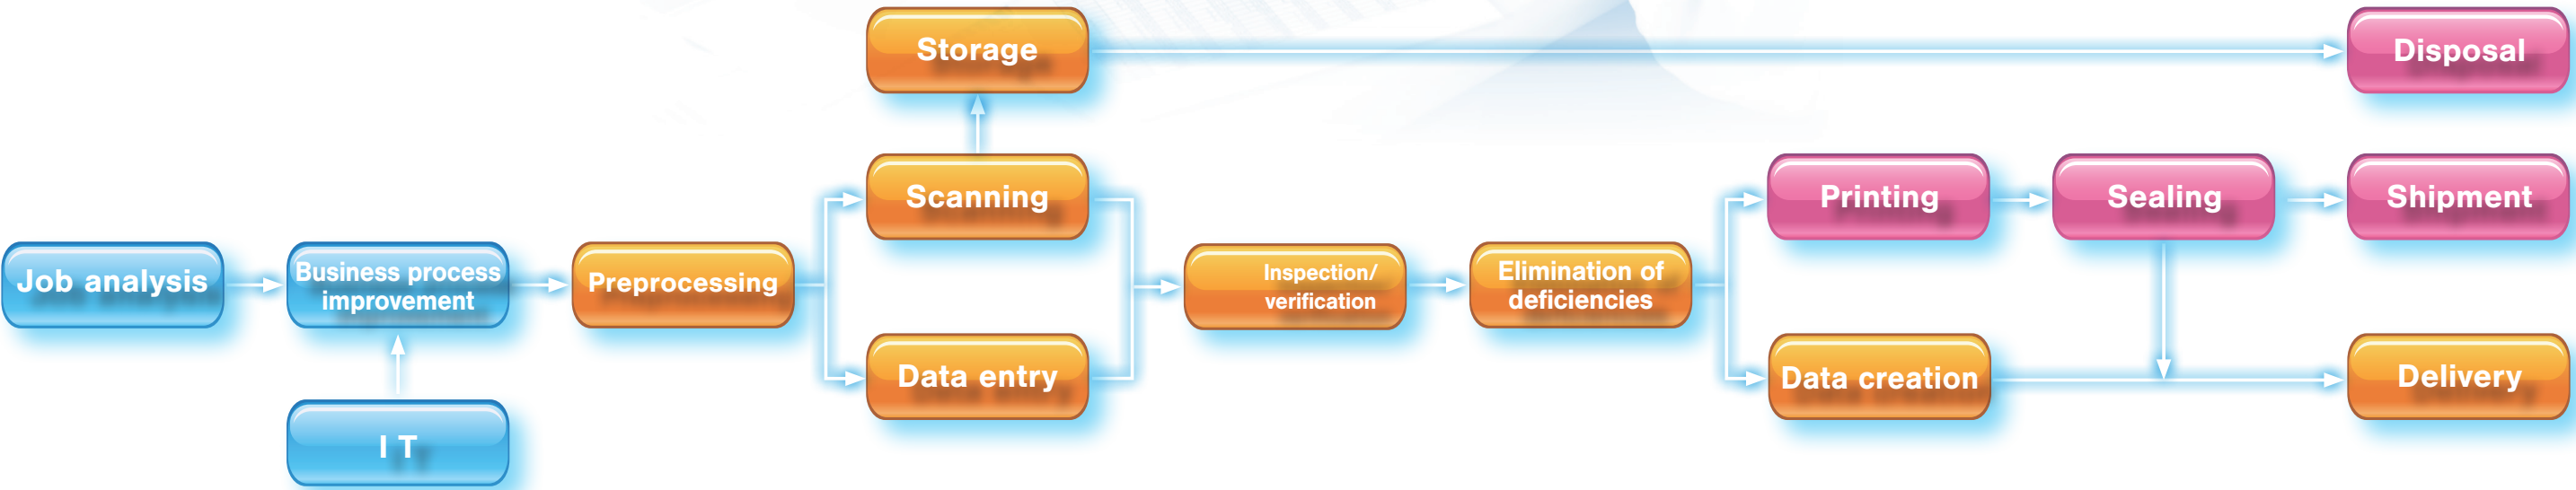 Storage
Disposal
Scanning
Printing
Sealing
Shipment
Job analysis
Business process
improvement
Preprocessing
Inspection/
verification
Elimination of
deficiencies
Data entry
Data creation
Delivery
I T